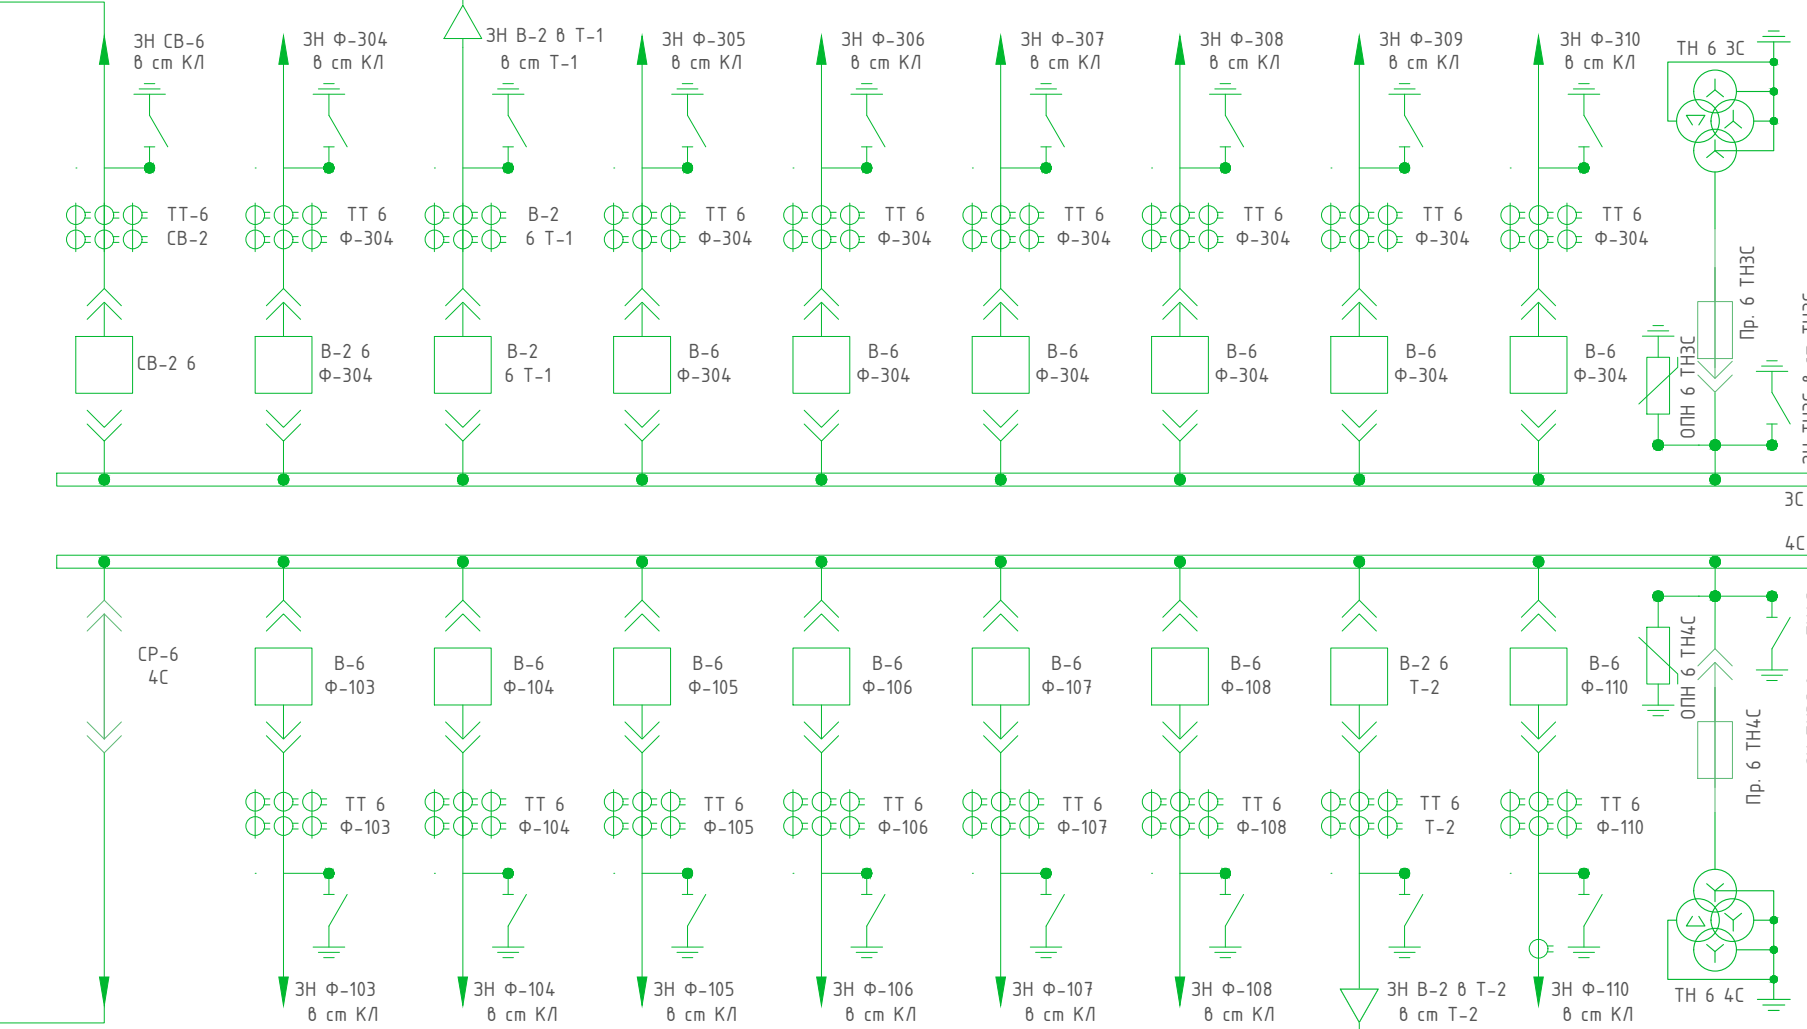 ЗН СВ-6
в ст КЛ
ЗН Ф-304
в ст КЛ
ЗН В-2 в Т-1
в ст Т-1
ЗН Ф-305
в ст КЛ
ЗН Ф-306
в ст КЛ
ЗН Ф-307
в ст КЛ
ЗН Ф-308
в ст КЛ
ЗН Ф-309
в ст КЛ
ЗН Ф-310
в ст КЛ
ТН 6 3С
ТТ-6
СВ-2
ТТ 6
Ф-304
В-2
6 Т-1
ТТ 6
Ф-304
ТТ 6
Ф-304
ТТ 6
Ф-304
ТТ 6
Ф-304
ТТ 6
Ф-304
ТТ 6
Ф-304
Пр. 6 ТН3С
СВ-2 6
В-2 6
Ф-304
В-2
6 Т-1
В-6
Ф-304
В-6
Ф-304
В-6
Ф-304
В-6
Ф-304
В-6
Ф-304
В-6
Ф-304
ОПН 6 ТН3С
3С
4С
СР-6
4С
В-6
Ф-103
В-6
Ф-104
В-6
Ф-105
В-6
Ф-106
В-6
Ф-107
В-6
Ф-108
В-2 6
Т-2
В-6
Ф-110
ОПН 6 ТН4С
Пр. 6 ТН4С
ТТ 6
Ф-103
ТТ 6
Ф-104
ТТ 6
Ф-105
ТТ 6
Ф-106
ТТ 6
Ф-107
ТТ 6
Ф-108
ТТ 6
Т-2
ТТ 6
Ф-110
ЗН Ф-103
в ст КЛ
ЗН Ф-104
в ст КЛ
ЗН Ф-105
в ст КЛ
ЗН Ф-106
в ст КЛ
ЗН Ф-107
в ст КЛ
ЗН Ф-108
в ст КЛ
ЗН В-2 в Т-2
в ст Т-2
ЗН Ф-110
в ст КЛ
ТН 6 4С